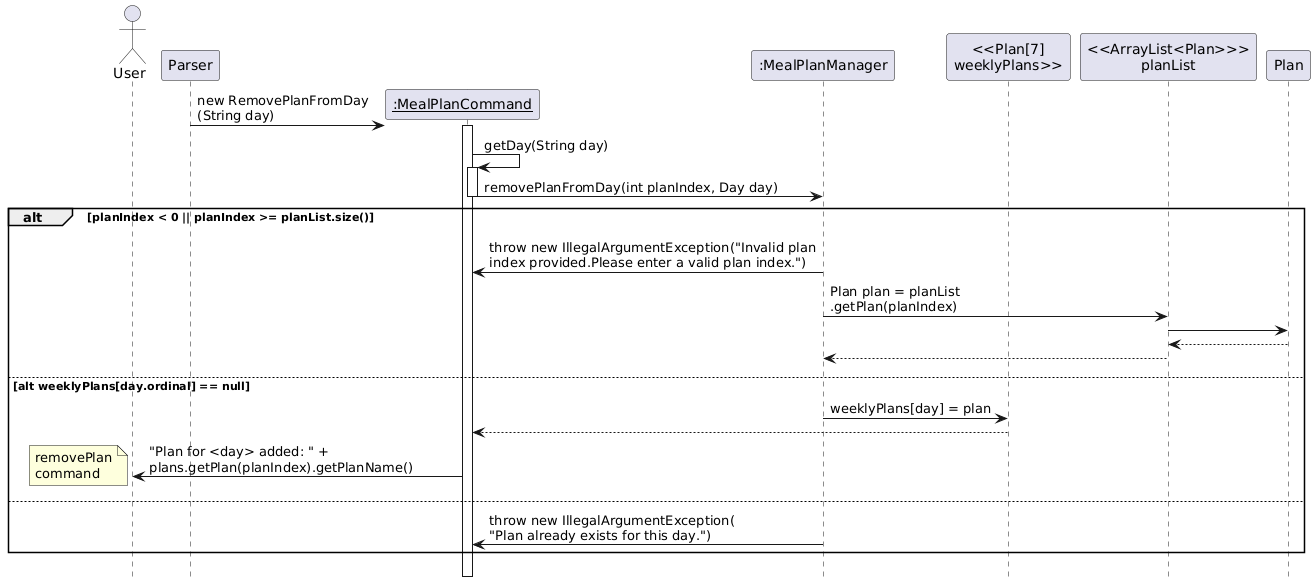 User
Parser
:MealPlanCommand
:MealPlanManager
<<Plan[7]
weeklyPlans>>
<<ArrayList<Plan>>>
planList
Plan
new RemovePlanFromDay
(String day)
getDay(String day)
removePlanFromDay(int planIndex, Day day)
alt
[planIndex < 0 || planIndex >= planList.size()]
throw new IllegalArgumentException("Invalid plan
index provided.Please enter a valid plan index.")
Plan plan = planList
.getPlan(planIndex)
[alt weeklyPlans[day.ordinal] == null]
weeklyPlans[day] = plan
removePlan
command
"Plan for <day> added: " +
plans.getPlan(planIndex).getPlanName()
throw new IllegalArgumentException(
"Plan already exists for this day.")